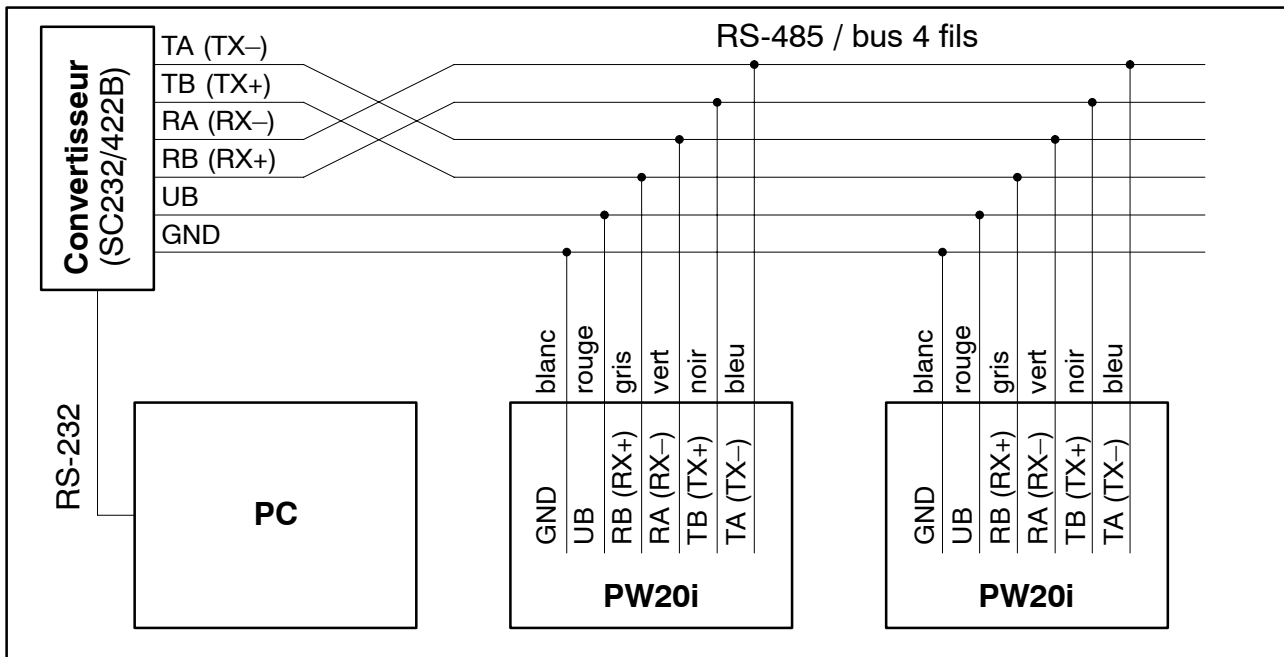 RS-485 / bus 4 fils
Convertisseur
(SC232/422B)
TA (TX–)
TB (TX+)
RA (RX–)
RB (RX+)
UB
GND
RS-232
PC
blanc
rouge
gris
vert
noir
bleu
GND
UB
RB (RX+)
RA (RX–)
TB (TX+)
TA (TX–)
PW20i
blanc
rouge
gris
vert
noir
bleu
GND
UB
RB (RX+)
RA (RX–)
TB (TX+)
TA (TX–)
PW20i